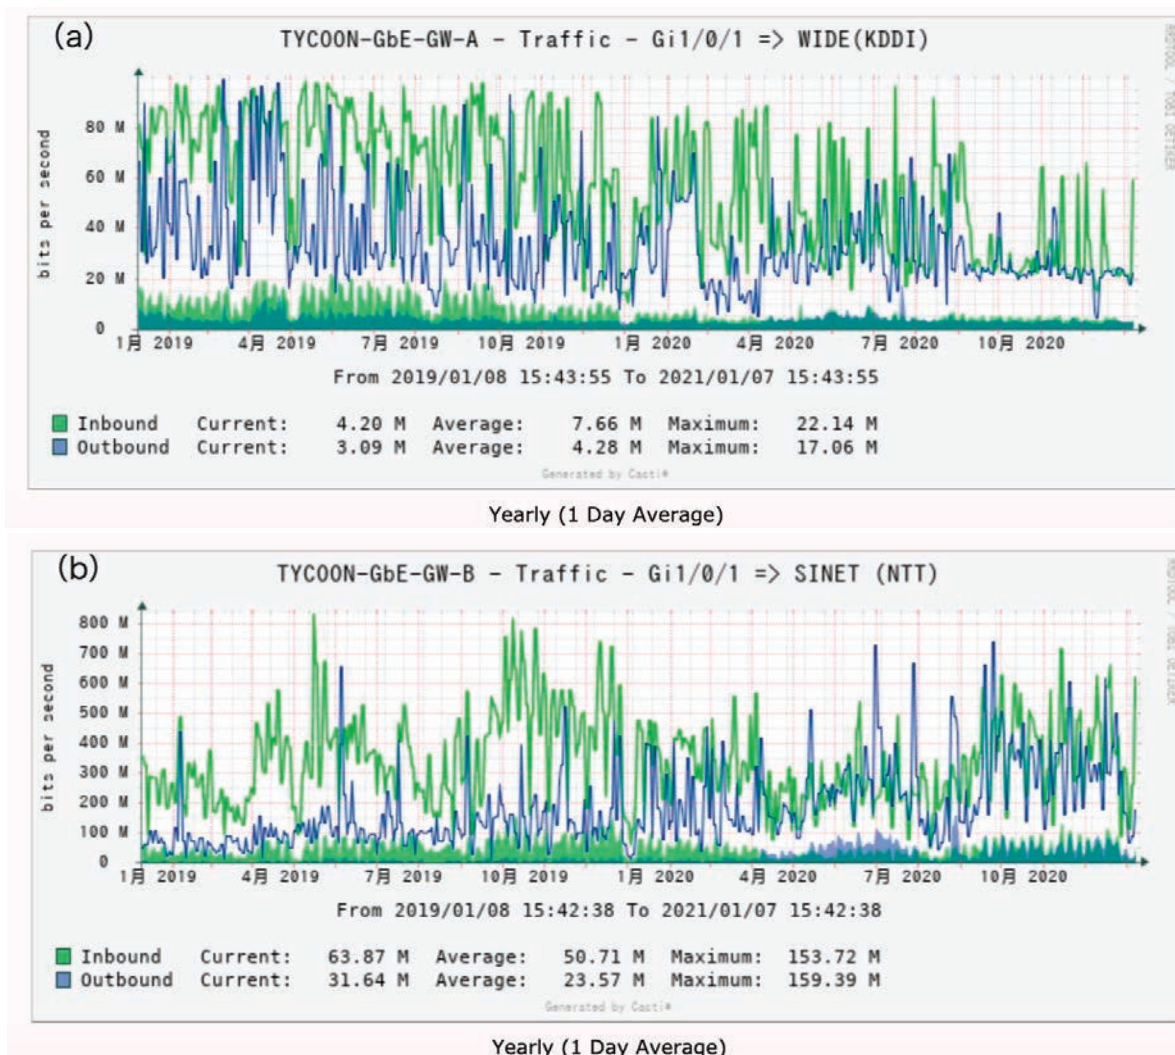 (a)
TYCOON-GbE-GW-A - Traffic - Gi1/0/1 => WIDE(KDDI)
bits per second
80 M
60 M
40 M
20 M
0
1月 2019 4月 2019 7月 2019 10月 2019 1月 2020 4月 2020 7月 2020 10月 2020
From 2019/01/08 15:43:55 To 2021/01/07 15:43:55
Inbound Current: 4.20 M Average: 7.66 M Maximum: 22.14 M
Outbound Current: 3.09 M Average: 4.28 M Maximum: 17.06 M
Generated by Cacti®
Yearly (1 Day Average)
(b)
TYCOON-GbE-GW-B - Traffic - Gi1/0/1 => SINET (NTT)
bits per second
800 M
700 M
600 M
500 M
400 M
300 M
200 M
100 M
0
1月 2019 4月 2019 7月 2019 10月 2019 1月 2020 4月 2020 7月 2020 10月 2020
From 2019/01/08 15:42:38 To 2021/01/07 15:42:38
Inbound Current: 63.87 M Average: 50.71 M Maximum: 153.72 M
Outbound Current: 31.64 M Average: 23.57 M Maximum: 159.39 M
Generated by Cacti®
Yearly (1 Day Average)